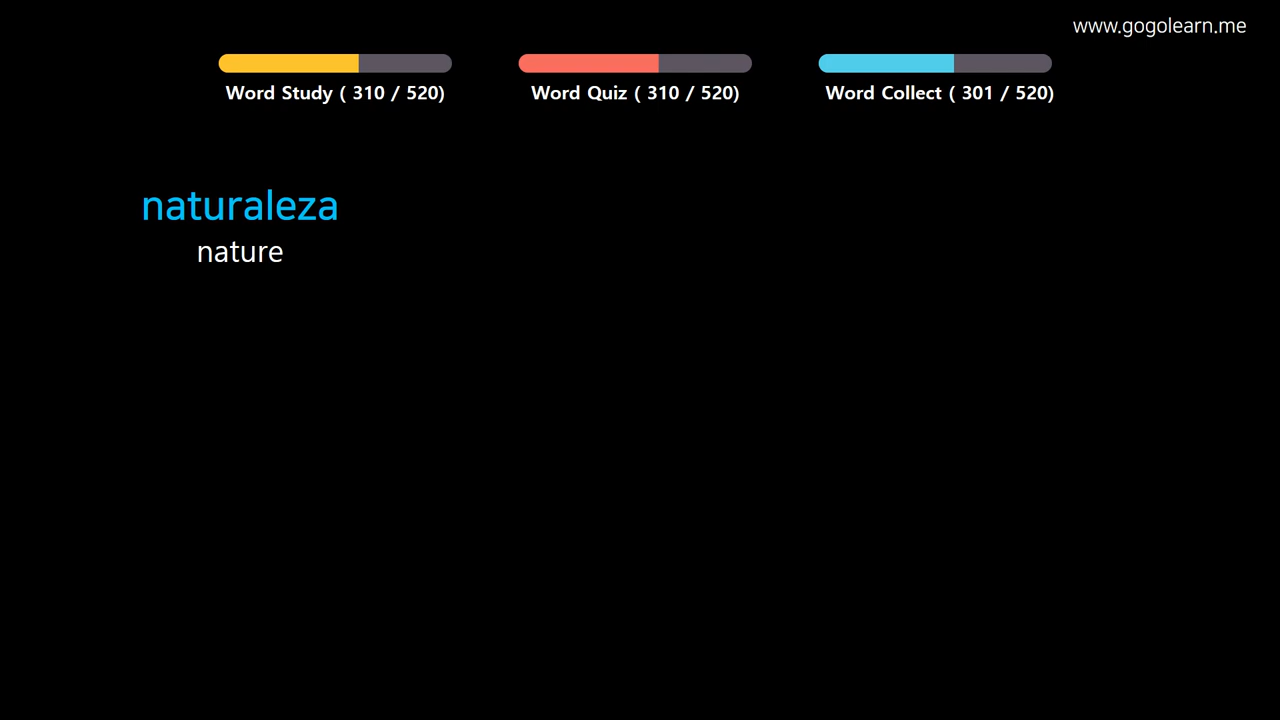 www.gogolearn.me
Word Study ( 310 / 520)
Word Quiz ( 310 / 520)
Word Collect ( 301 / 520)
naturaleza
nature